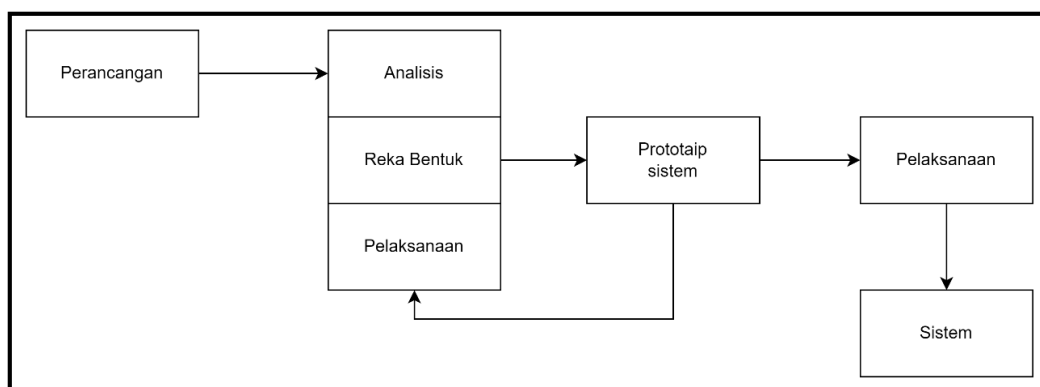 Perancangan
Analisis
Reka Bentuk
Pelaksanaan
Prototaip
sistem
Pelaksanaan
Sistem